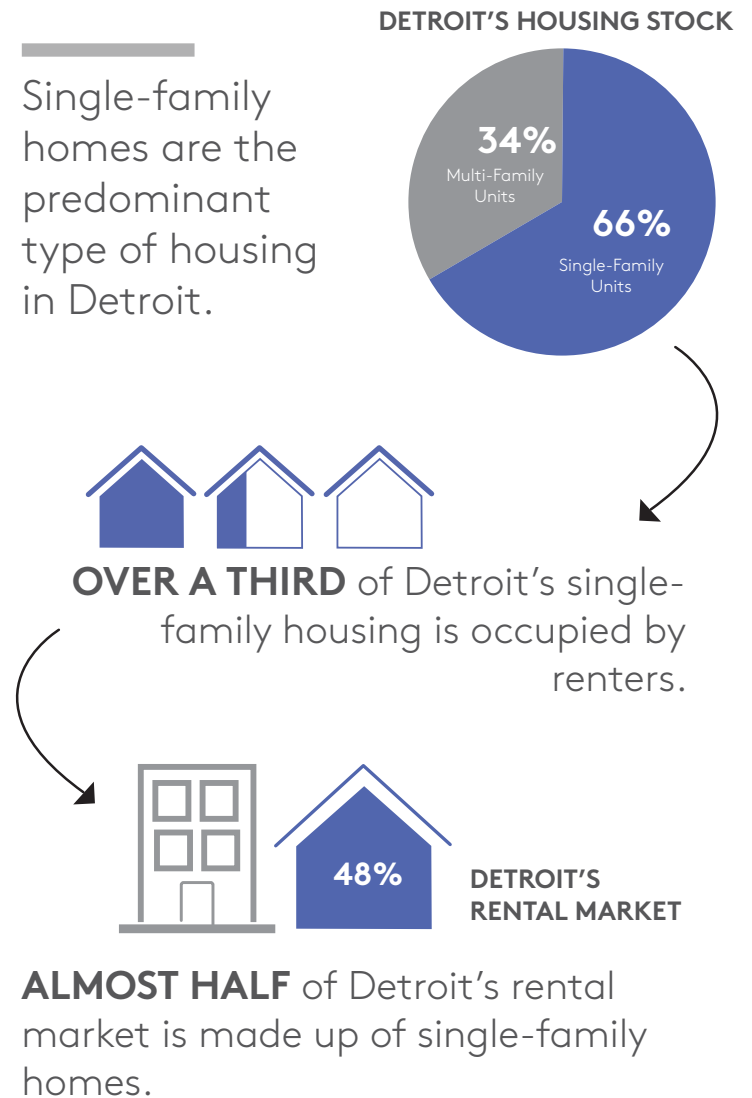 DETROIT'S HOUSING STOCK
Single-family
homes are the
predominant
type of housing
in Detroit.
34%
Multi-Family
Units
66%
Single-Family
Units
OVER A THIRD of Detroit's single-
family housing is occupied by
renters.
48%
DETROIT'S
RENTAL MARKET
ALMOST HALF of Detroit's rental
market is made up of single-family
homes.